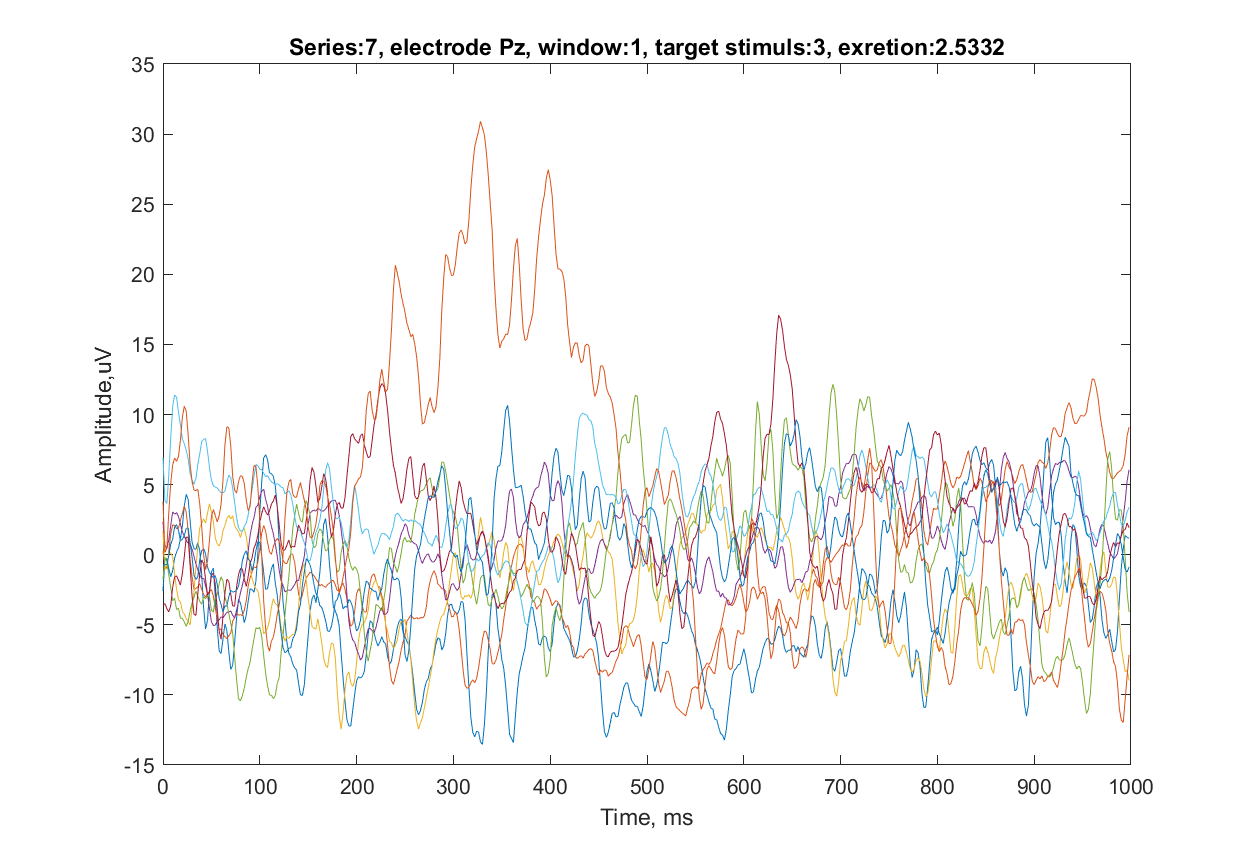 Series:7, electrode Pz, window:1, target stimuls:3, exretion:2.5332
35
30
25
20
15
10
5
0
-5
-10
-15
Amplitude,uV
0 100 200 300 400 500 600 700 800 900 1000
Time, ms